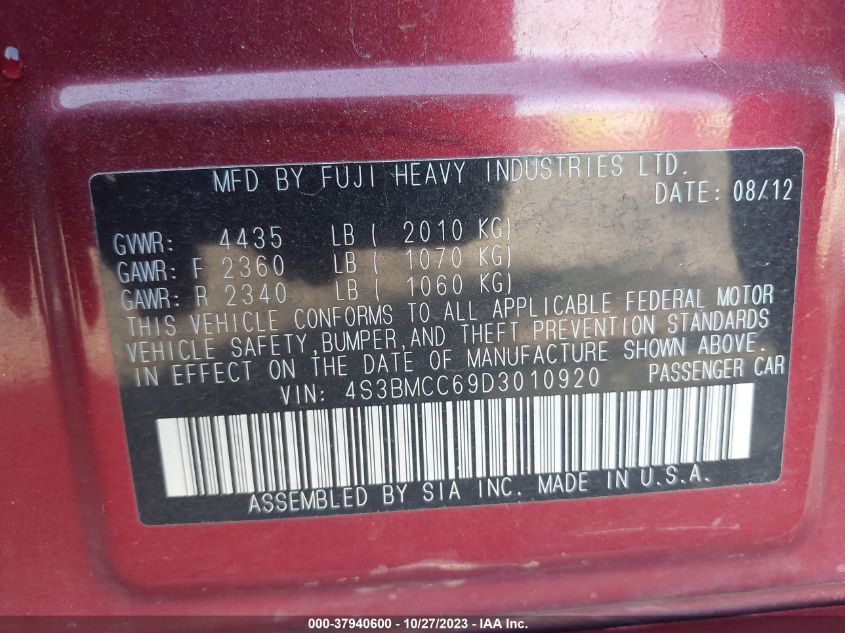 MFD BY FUJI HEAVY INDUSTRIES LTD.
DATE: 08/12
GVWR: 4435 LB ( 2010 KG)
GAWR: F 2360 LB ( 1070 KG)
GAWR: R 2340 LB ( 1060 KG)
THIS VEHICLE CONFORMS TO ALL APPLICABLE FEDERAL MOTOR
VEHICLE SAFETY, BUMPER, AND THEFT PREVENTION STANDARDS
IN EFFECT ON THE DATE OF MANUFACTURE SHOWN ABOVE.
VIN: 4S3BMCC69D3010920 PASSENGER CAR
ASSEMBLED BY SIA INC. MADE IN U.S.A.
000-37940600 - 10/27/2023 - www.iaai.com